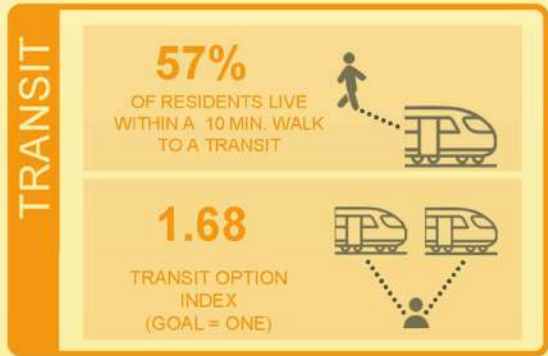 TRANSIT
57%
OF RESIDENTS LIVE
WITHIN A 10 MIN. WALK
TO A TRANSIT
1.68
TRANSIT OPTION
INDEX
(GOAL = ONE)